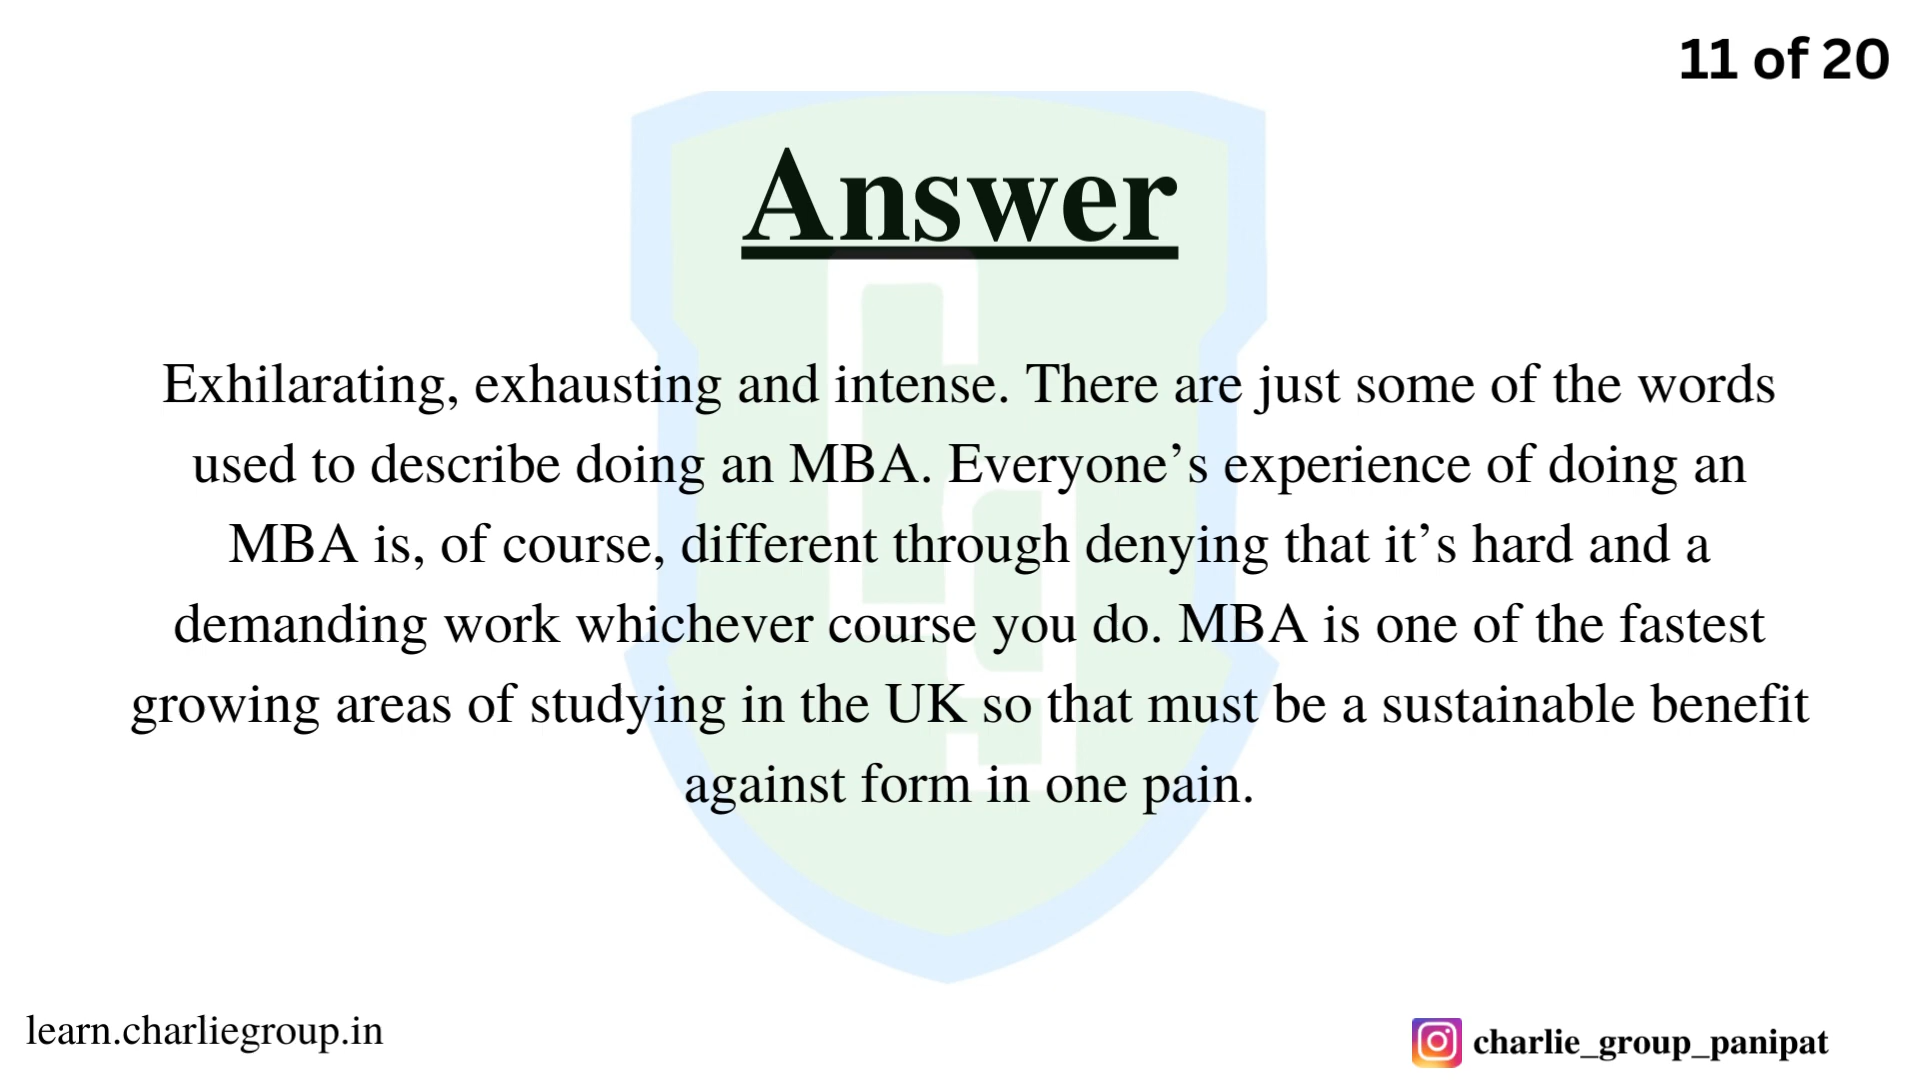 11 of 20
Answer
Exhilarating, exhausting and intense. There are just some of the words
used to describe doing an MBA. Everyone’s experience of doing an
MBA is, of course, different through denying that it’s hard and a
demanding work whichever course you do. MBA is one of the fastest
growing areas of studying in the UK so that must be a sustainable benefit
against form in one pain.
learn.charliegroup.in
charlie_group_panipat